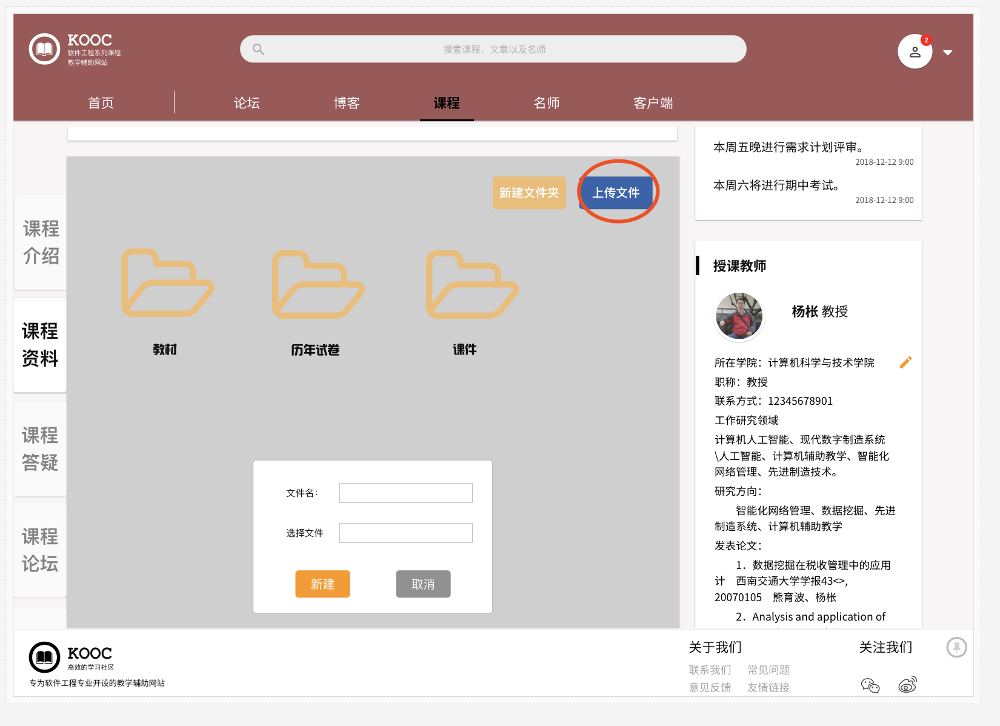 KOOC
软件工程系列课程
教学辅助网站
搜索课程、文章以及名师
2
首页
论坛
博客
课程
名师
客户端
本周五晚进行需求计划评审。
2018-12-12 9:00
本周六将进行期中考试。
2018-12-12 9:00
新建文件夹
上传文件
课程
介绍
课程
资料
课程
答疑
课程
论坛
教材
历年试卷
课件
文件名：
选择文件
新建
取消
授课教师
杨枨 教授
所在学院：计算机科学与技术学院
职称：教授
联系方式：12345678901
工作研究领域
计算机人工智能、现代数字制造系统
\人工智能、计算机辅助教学、智能化
网络管理、先进制造技术。
研究方向：
智能化网络管理、数据挖掘、先进
制造系统、计算机辅助教学
发表论文：
1．数据挖掘在税收管理中的应用
计　西南交通大学学报43<>,
20070105　熊育波、杨枨
2．Analysis and application of
KOOC
高效的学习社区
专为软件工程专业开设的教学辅助网站
关于我们
联系我们
常见问题
意见反馈
友情链接
关注我们